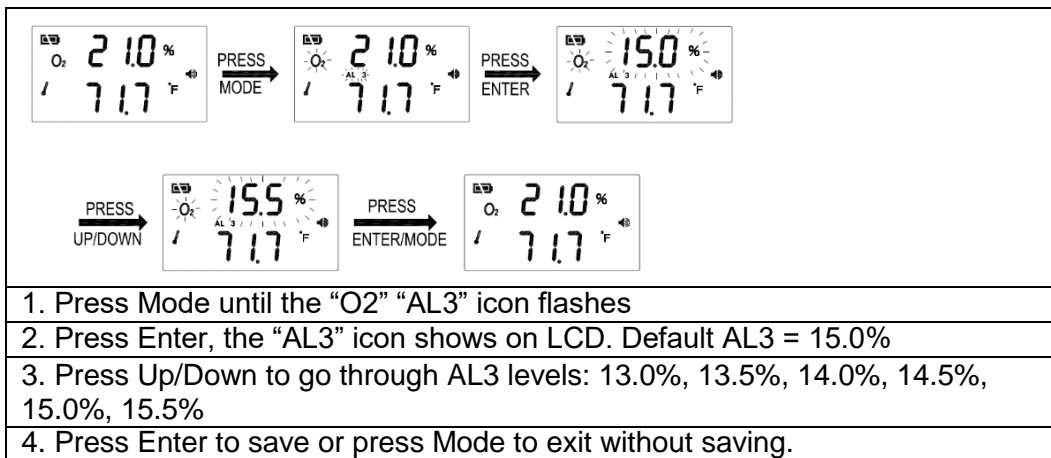 O2 21.0 %
71.7 °F
PRESS
MODE
O2 21.0 %
AL 3
71.7 °F
PRESS
ENTER
O2 15.0 %
AL 3
71.7 °F
PRESS
UP/DOWN
O2 15.5 %
AL 3
71.7 °F
PRESS
ENTER/MODE
O2 21.0 %
71.7 °F
1. Press Mode until the “O2” “AL3” icon flashes
2. Press Enter, the “AL3” icon shows on LCD. Default AL3 = 15.0%
3. Press Up/Down to go through AL3 levels: 13.0%, 13.5%, 14.0%, 14.5%,
15.0%, 15.5%
4. Press Enter to save or press Mode to exit without saving.